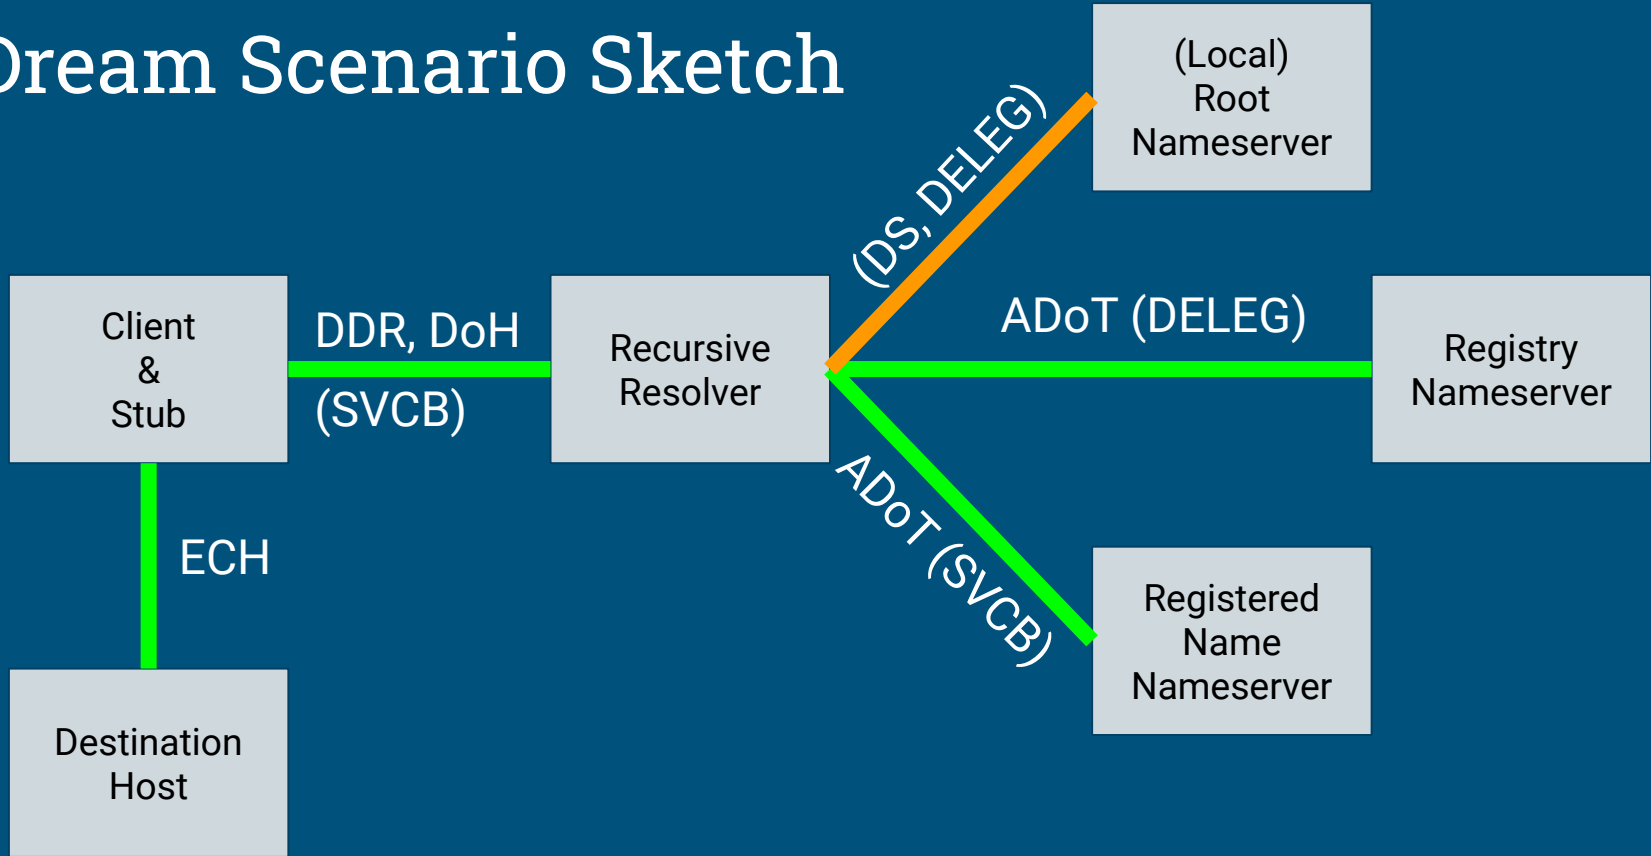 Dream Scenario Sketch
(Local)
Root
Nameserver
(DS, DELEG)
Client
&
Stub
DDR, DoH
(SVCB)
Recursive
Resolver
ADoT (DELEG)
Registry
Nameserver
ADoT (SVCB)
ECH
Registered
Name
Nameserver
Destination
Host